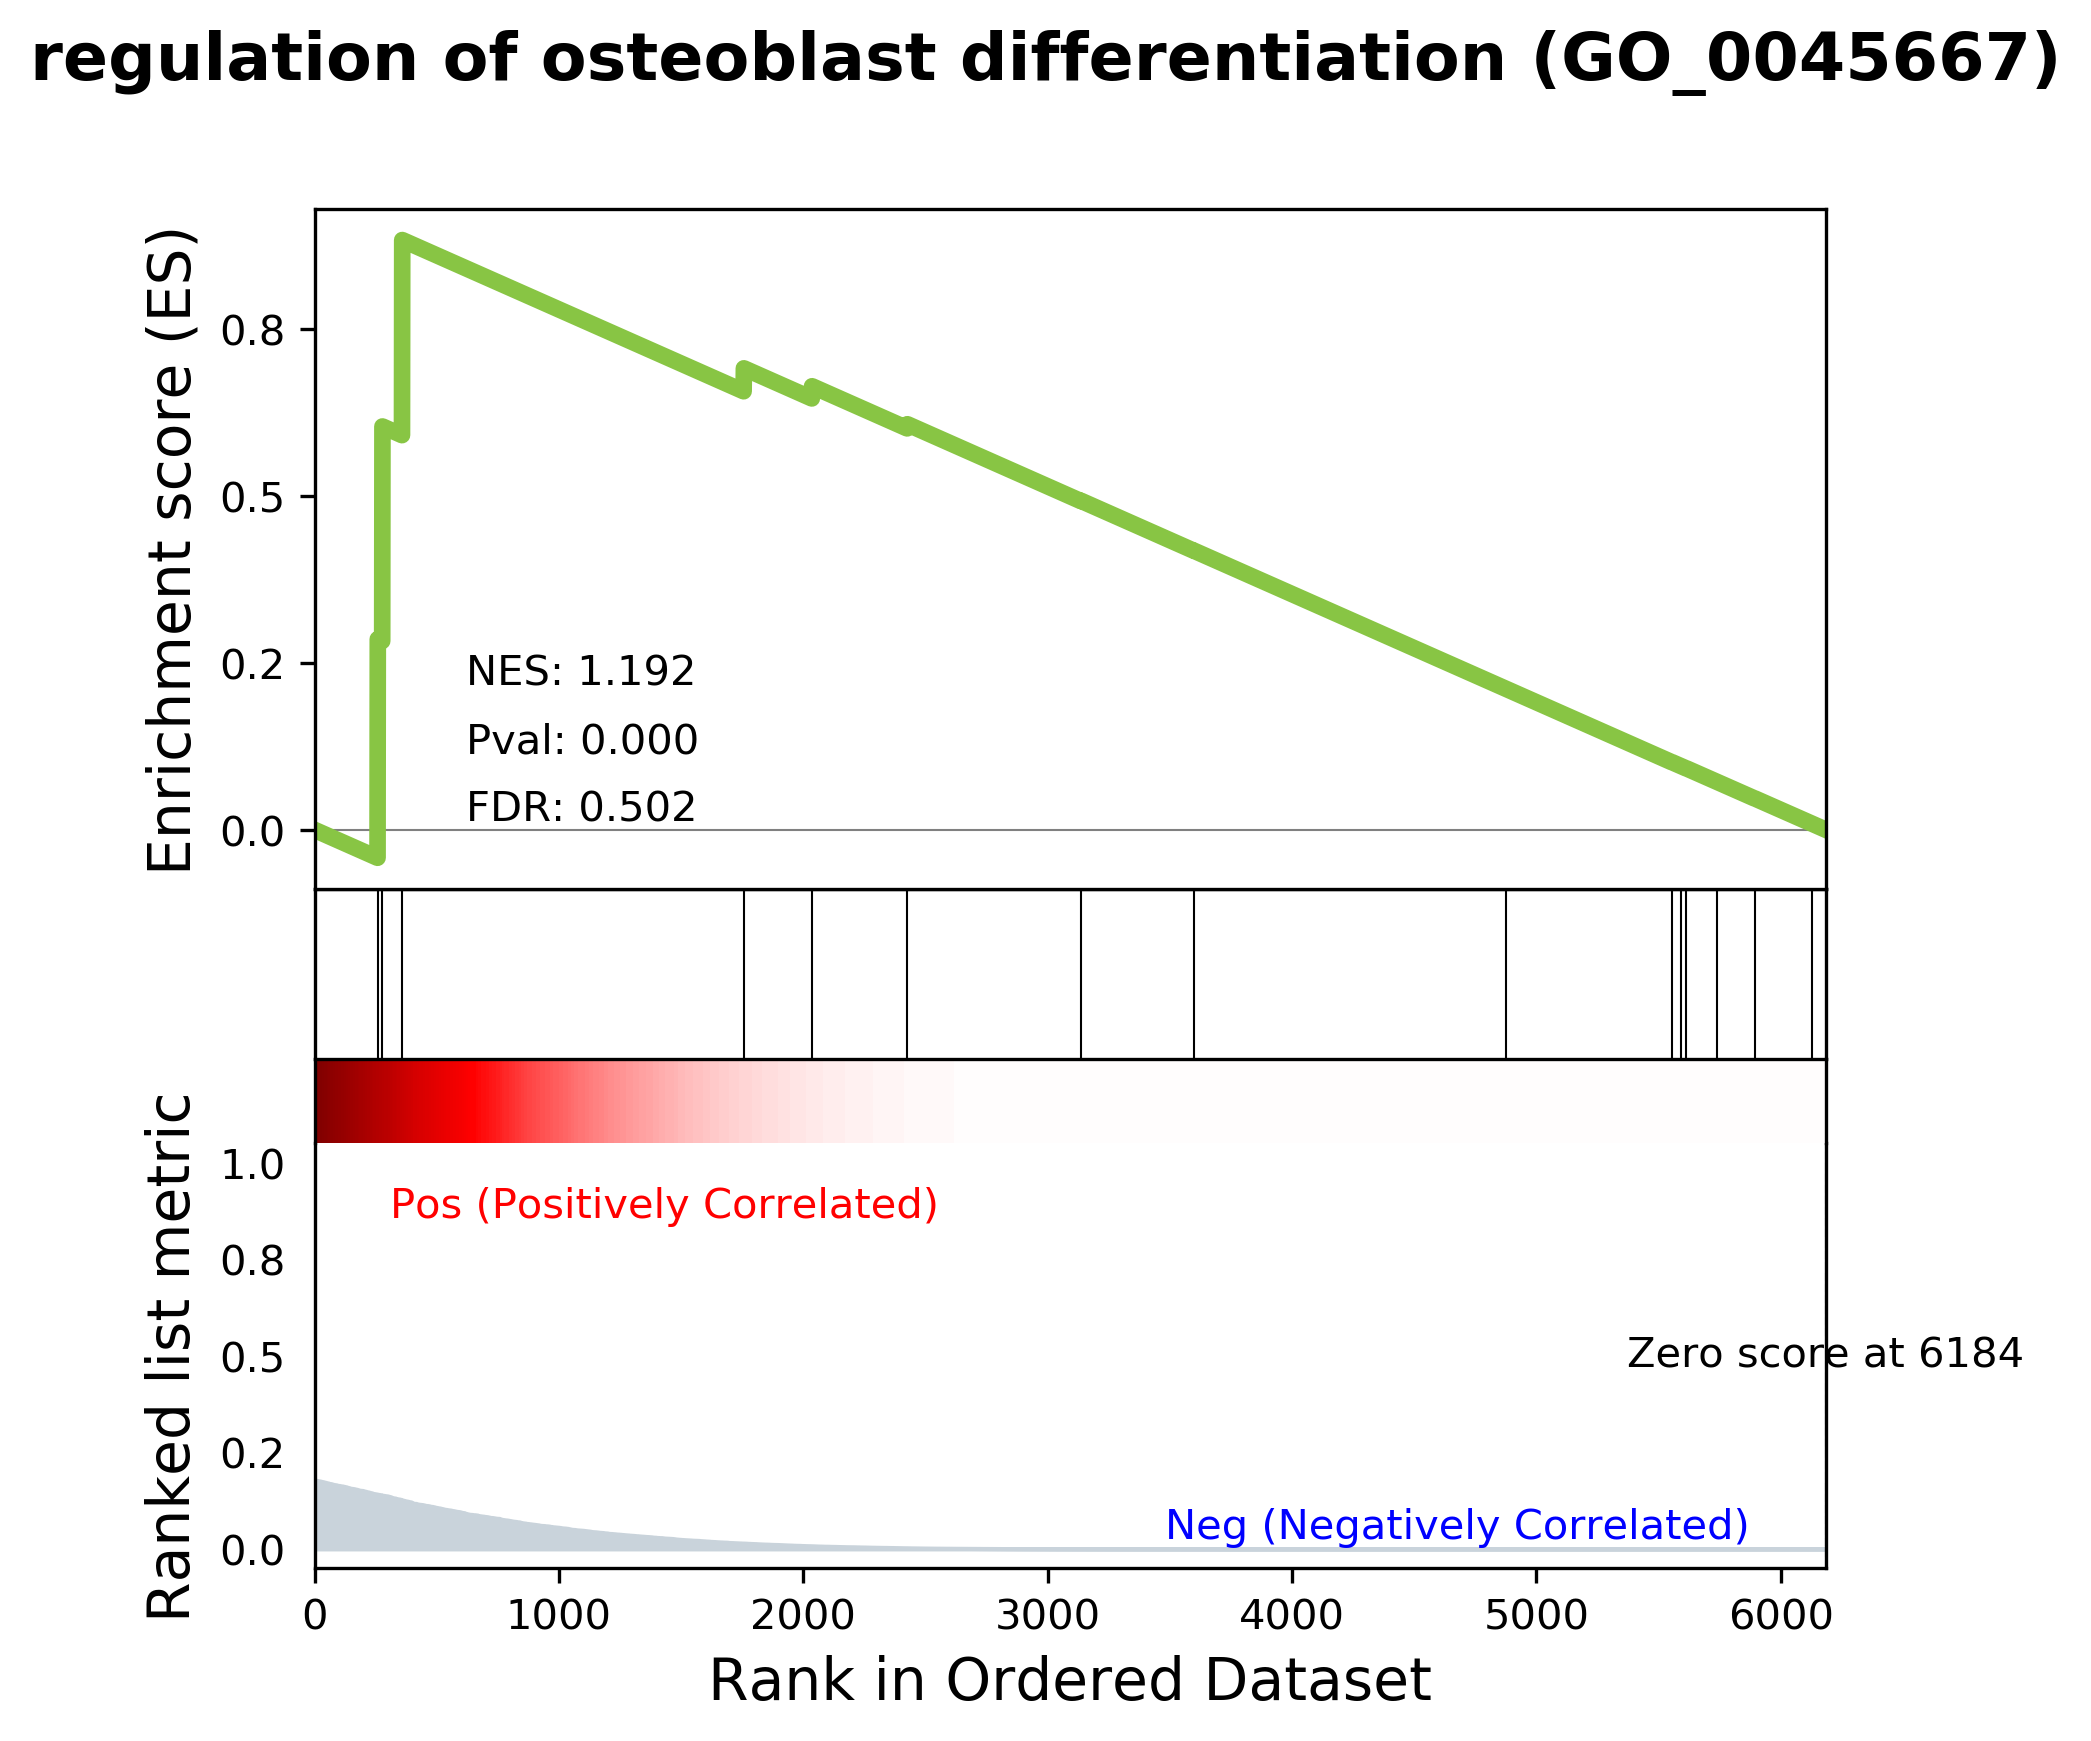 regulation of osteoblast differentiation (GO_0045667)
Enrichment score (ES)
0.8
0.5
0.2
0.0
NES: 1.192
Pval: 0.000
FDR: 0.502
Ranked list metric
1.0
0.8
0.5
0.2
0.0
Pos (Positively Correlated)
Zero score at 6184
Neg (Negatively Correlated)
0 1000 2000 3000 4000 5000 6000
Rank in Ordered Dataset